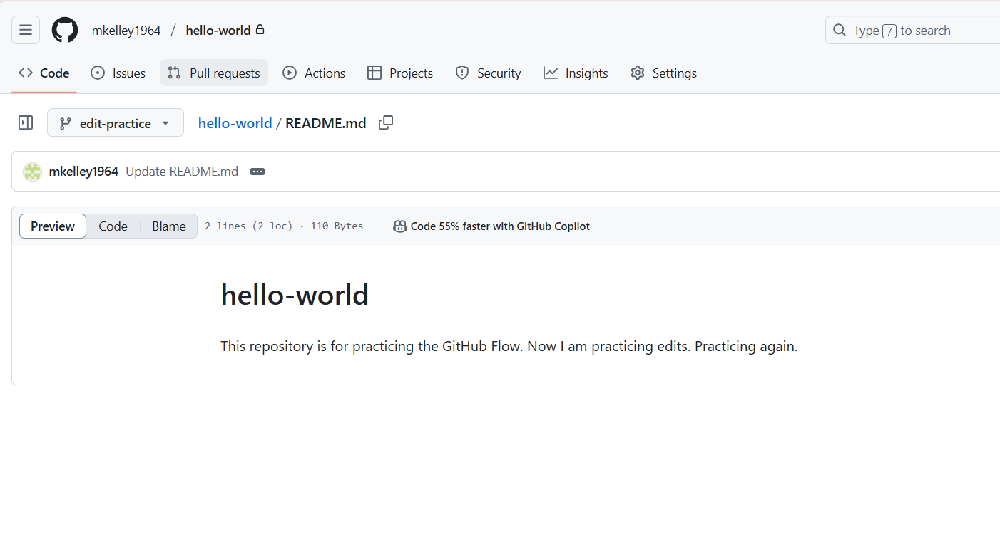 mkelley1964 / hello-world
Type / to search
Code Issues Pull requests Actions Projects Security Insights Settings
edit-practice hello-world / README.md
mkelley1964 Update README.md
Preview Code Blame 2 lines (2 loc) · 110 Bytes Code 55% faster with GitHub Copilot
hello-world
This repository is for practicing the GitHub Flow. Now I am practicing edits. Practicing again.